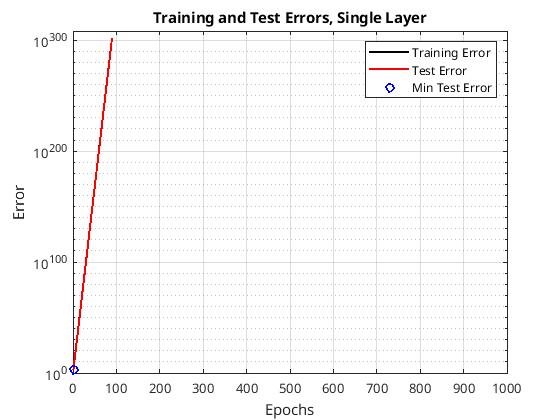 Training and Test Errors, Single Layer
Error
10^300
10^200
10^100
10^0
0 100 200 300 400 500 600 700 800 900 1000
Epochs
Training Error
Test Error
Min Test Error